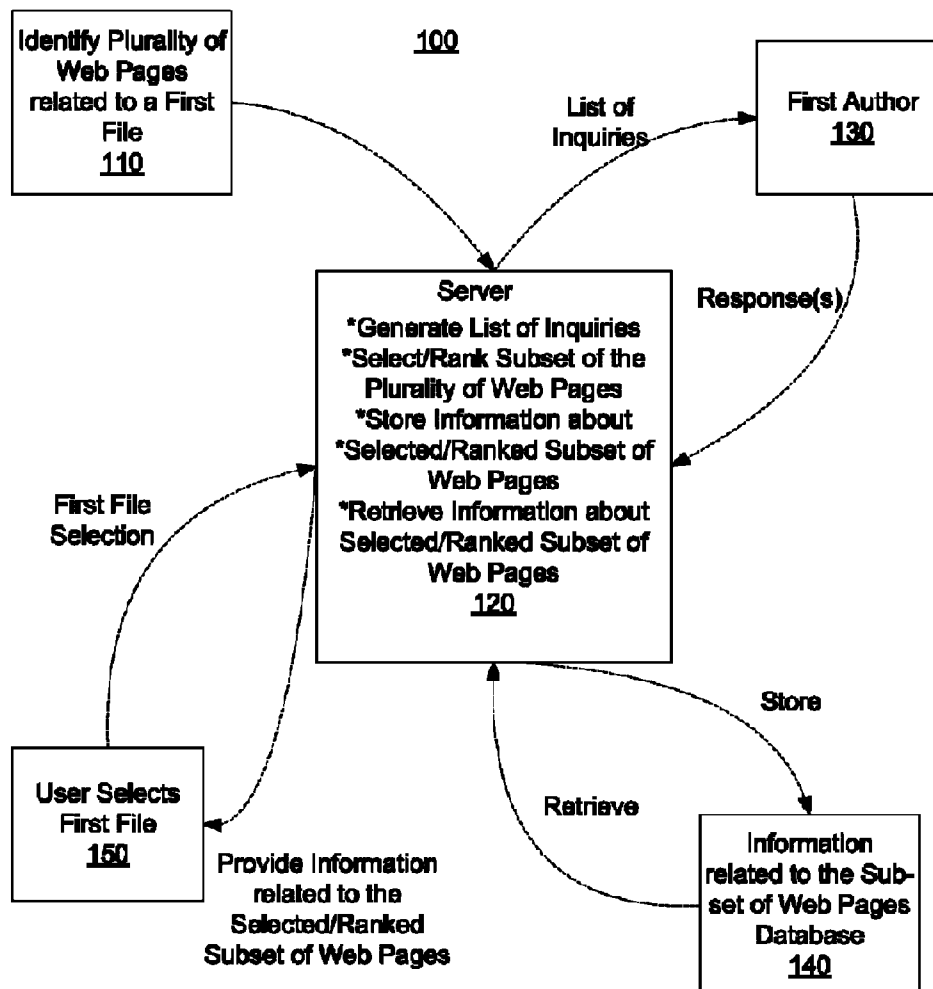 Identify Plurality of
Web Pages
related to a First
File
110
100
List of
Inquiries
First Author
130
Response(s)
Server
*Generate List of Inquiries
*Select/Rank Subset of the
Plurality of Web Pages
*Store Information about
*Selected/Ranked Subset of
Web Pages
*Retrieve Information about
Selected/Ranked Subset of
Web Pages
120
First File
Selection
User Selects
First File
150
Provide Information
related to the
Selected/Ranked
Subset of Web Pages
Store
Retrieve
Information
related to the Sub-
set of Web Pages
Database
140